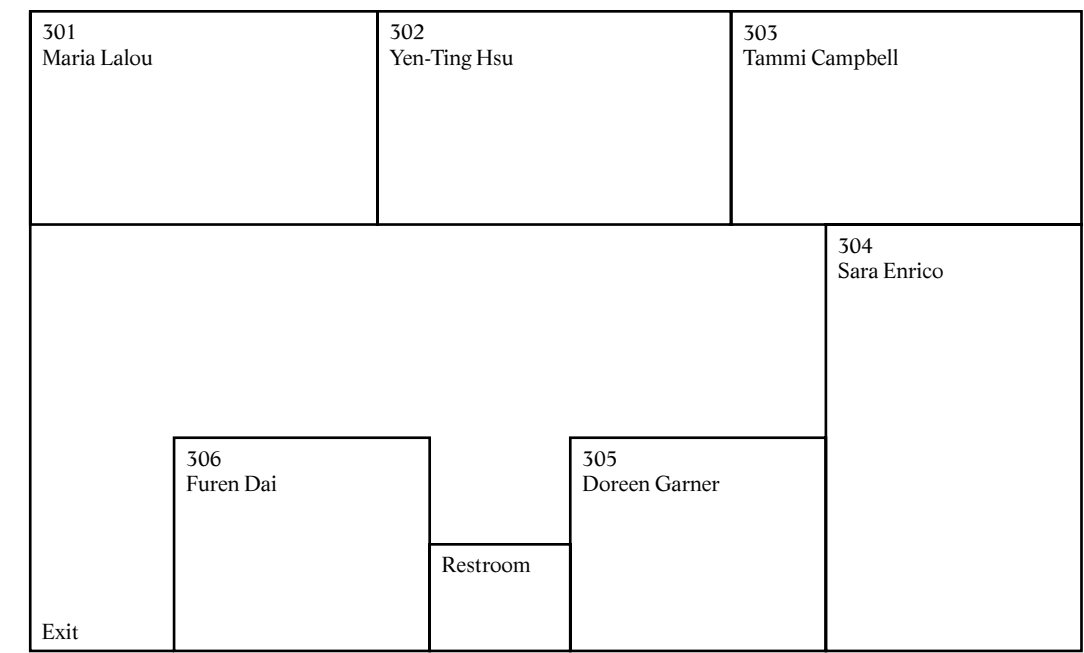 301
Maria Lalou
302
Yen-Ting Hsu
303
Tammi Campbell
304
Sara Enrico
306
Furen Dai
305
Doreen Garner
Restroom
Exit